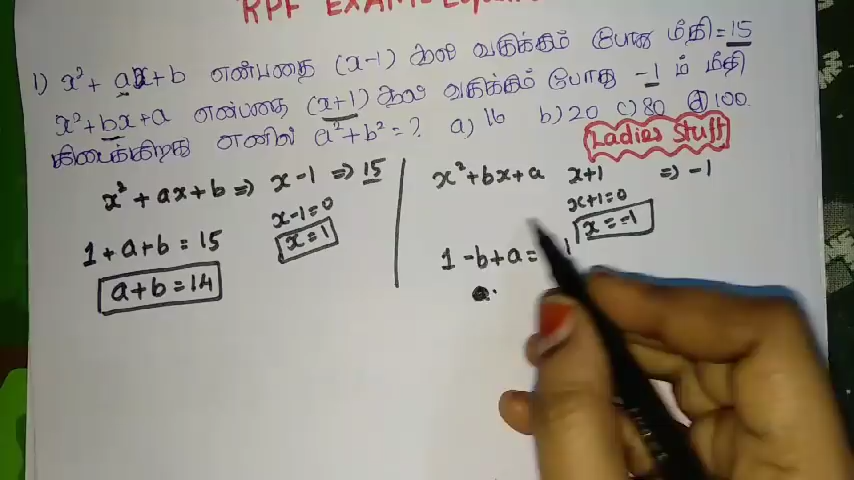 RPF EXAMS
1) x² + ax + b என்பதை (x-1) ஆல் வகுக்கும் போது மீதி = 15
x² + bx + a என்பதை (x+1) ஆல் வகுக்கும் போது -1 ம் மீதி
கிடைக்கிறது எனில் a² + b² = ? a) 16 b) 20 c) 80 d) 100
Ladies Stuff
x² + ax + b => x - 1 => 15
x - 1 = 0
x = 1
1 + a + b = 15
a + b = 14
x² + bx + a x + 1 => -1
x + 1 = 0
x = -1
1 - b + a =